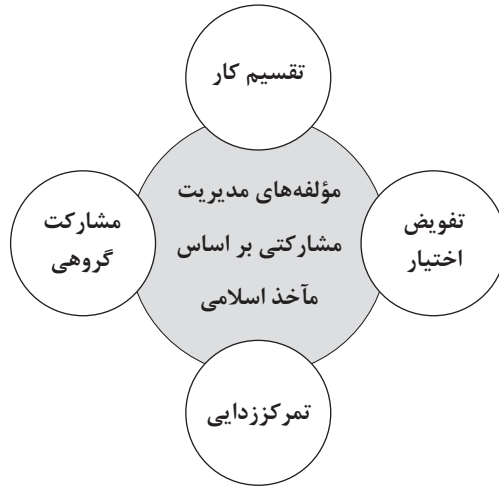 تقسیم کار
مؤلفه‌های مدیریت
مشارکتی بر اساس
مآخذ اسلامی
تفویض
اختیار
مشارکت
گروهی
تمرکززدایی